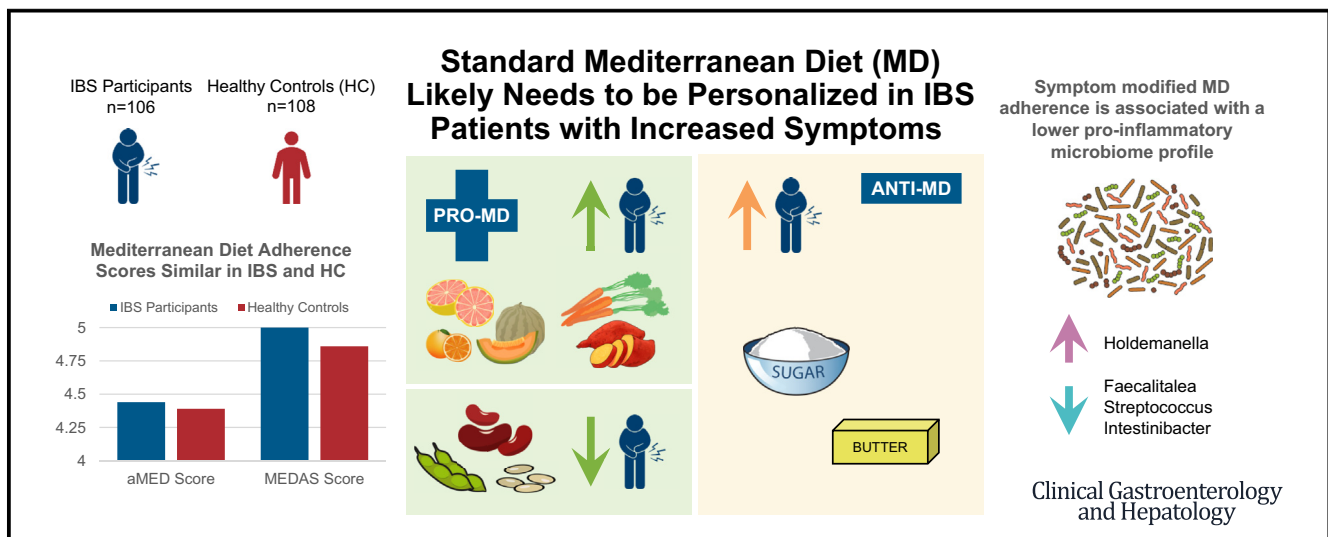 Standard Mediterranean Diet (MD)
Likely Needs to be Personalized in IBS
Patients with Increased Symptoms
IBS Participants
n=106
Healthy Controls (HC)
n=108
Mediterranean Diet Adherence
Scores Similar in IBS and HC
IBS Participants
Healthy Controls
5
4.75
4.5
4.25
4
aMED Score
MEDAS Score
PRO-MD
ANTI-MD
SUGAR
BUTTER
Symptom modified MD
adherence is associated with a
lower pro-inflammatory
microbiome profile
Holdemanella
Faecalitalea
Streptococcus
Intestinibacter
Clinical Gastroenterology
and Hepatology